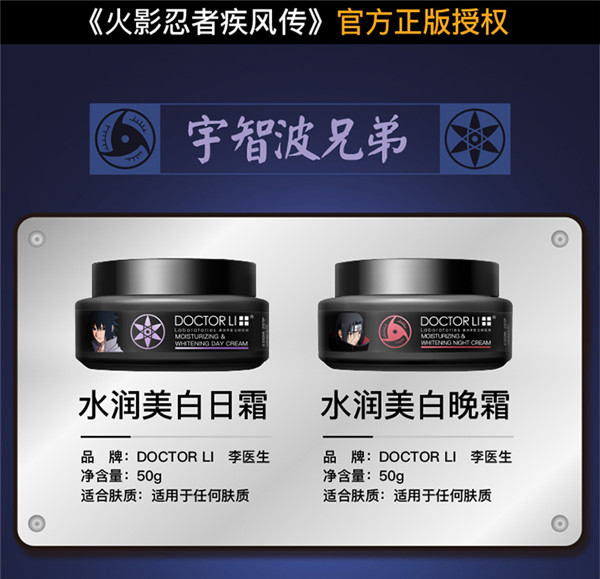 《火影忍者疾风传》官方正版授权
宇智波兄弟
DOCTOR LI
Laboratories
MOISTURIZING &
WHITENING DAY CREAM
DOCTOR LI
Laboratories
MOISTURIZING &
WHITENING NIGHT CREAM
水润美白日霜
品 牌：DOCTOR LI 李医生
净含量：50g
适合肤质：适用于任何肤质
水润美白晚霜
品 牌：DOCTOR LI 李医生
净含量：50g
适合肤质：适用于任何肤质